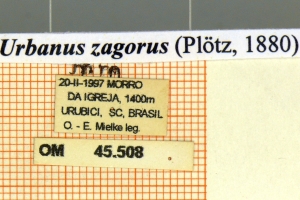 Urbanus zagorus (Plötz, 1880)
20-II-1997 MORRO
DA IGREJA, 1400m
URUBICI, SC, BRASIL
O. - E. Mielke leg.
OM 45.508